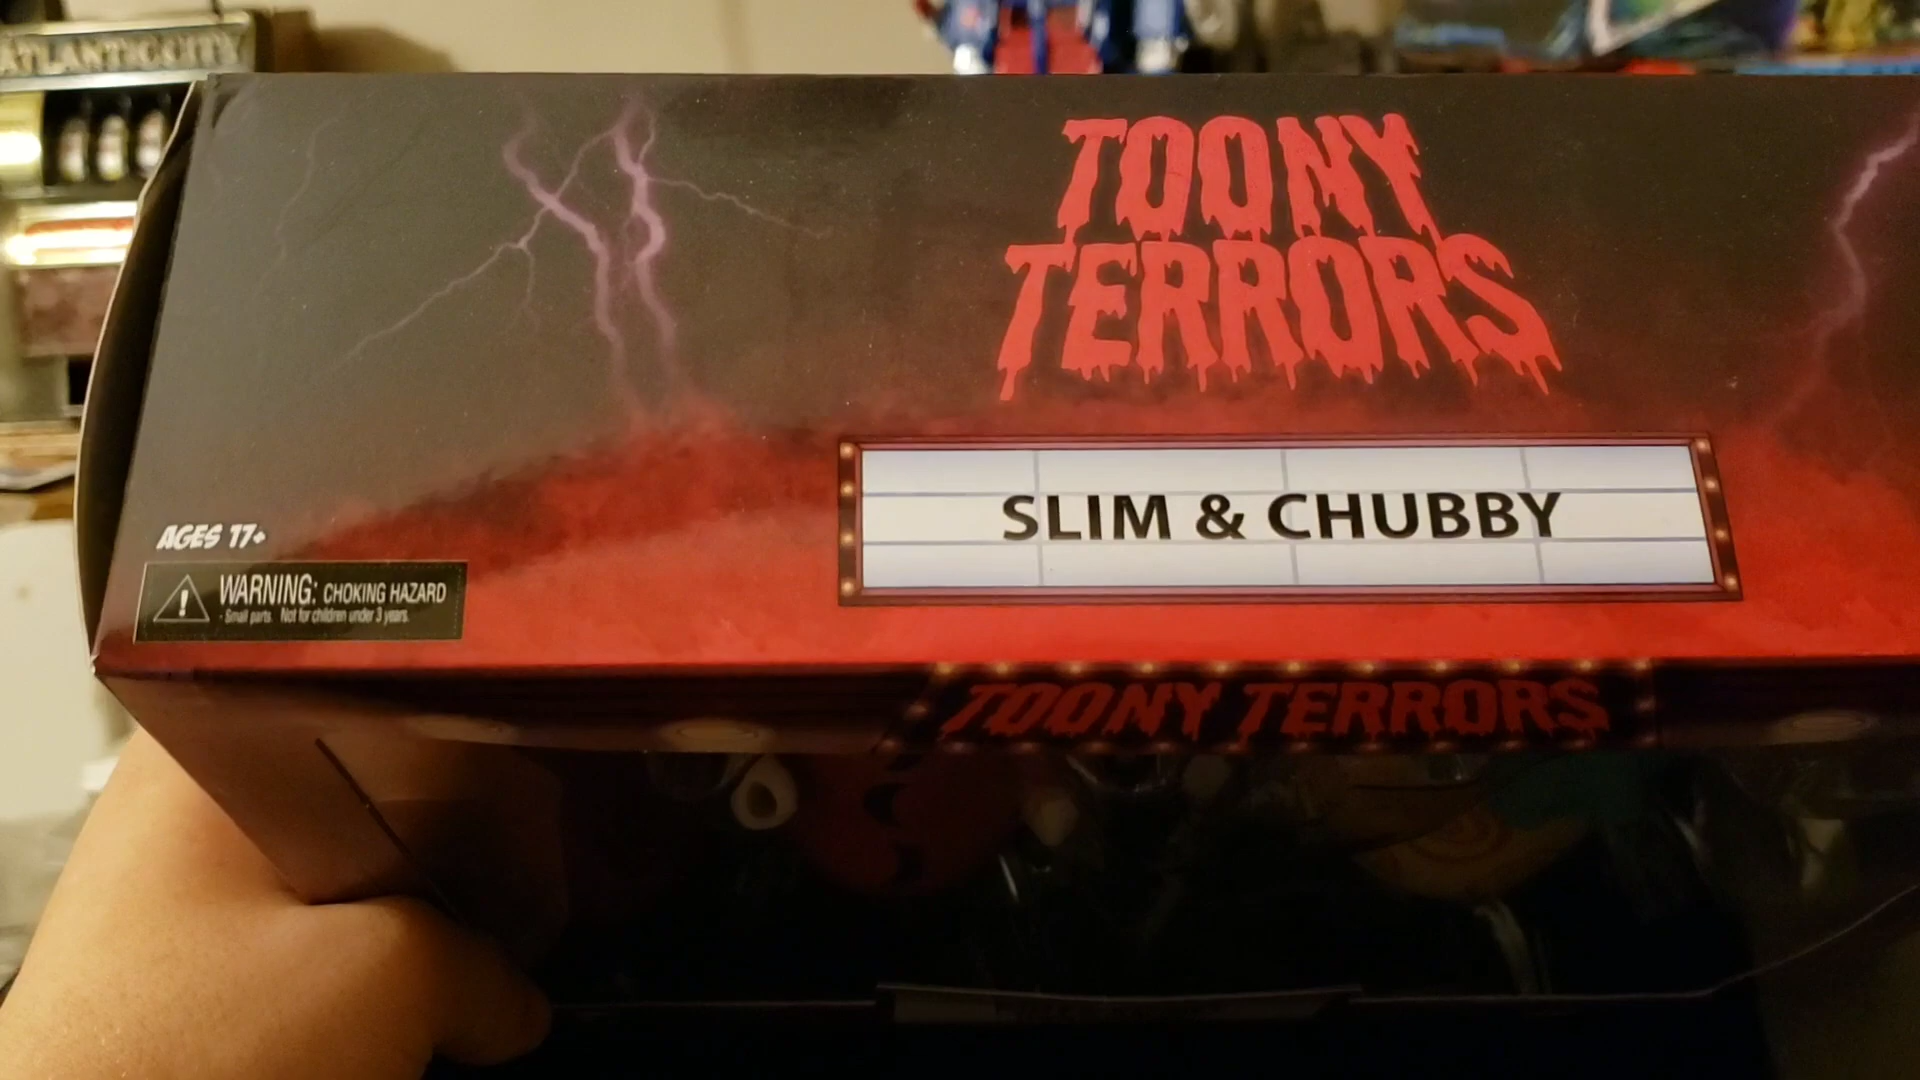 ATLANTIC CITY
TOONY
TERRORS
SLIM & CHUBBY
AGES 17+
WARNING: CHOKING HAZARD
- Small parts. Not for children under 3 years.
TOONY TERRORS